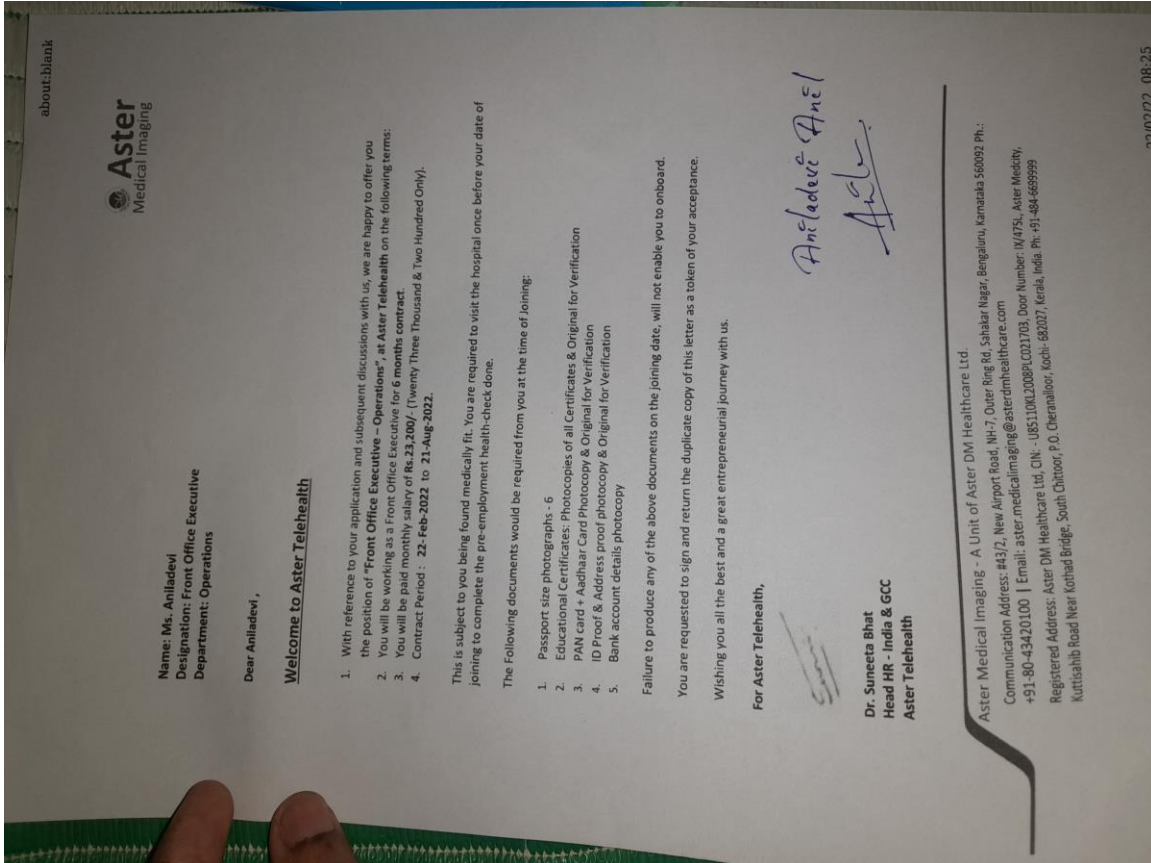 about:blank
Aster
Medical Imaging
Name: Ms. Aniladevi
Designation: Front Office Executive
Department: Operations
Dear Aniladevi ,
Welcome to Aster Telehealth
1. With reference to your application and subsequent discussions with us, we are happy to offer you
the position of "Front Office Executive – Operations", at Aster Telehealth on the following terms:
2. You will be working as a Front Office Executive for 6 months contract.
3. You will be paid monthly salary of Rs.23,200/- (Twenty Three Thousand & Two Hundred Only).
4. Contract Period : 22- Feb-2022 to 21-Aug-2022.
This is subject to you being found medically fit. You are required to visit the hospital once before your date of
joining to complete the pre-employment health-check done.
The Following documents would be required from you at the time of Joining:
1. Passport size photographs - 6
2. Educational Certificates: Photocopies of all Certificates & Original for Verification
3. PAN card + Aadhaar Card Photocopy & Original for Verification
4. ID Proof & Address proof photocopy & Original for Verification
5. Bank account details photocopy
Failure to produce any of the above documents on the joining date, will not enable you to onboard.
You are requested to sign and return the duplicate copy of this letter as a token of your acceptance.
Wishing you all the best and a great entrepreneurial journey with us.
For Aster Telehealth,
Aniladevi Anil
Dr. Suneeta Bhat
Head HR - India & GCC
Aster Telehealth
Aster Medical Imaging - A Unit of Aster DM Healthcare Ltd.
Communication Address: #43/2, New Airport Road, NH-7, Outer Ring Rd, Sahakar Nagar, Bengaluru, Karnataka 560092 Ph.:
+91-80-43420100 | Email: aster.medicalimaging@asterdmhealthcare.com
Registered Address: Aster DM Healthcare Ltd, CIN: - U85110KL2008PLC021703, Door Number: IX/475L, Aster Medcity,
Kuttisahib Road Near Kothad Bridge, South Chittoor, P.O. Cheranalloor, Kochi- 682027, Kerala, India. Ph: +91-484-6699999
22/02/22, 08:25